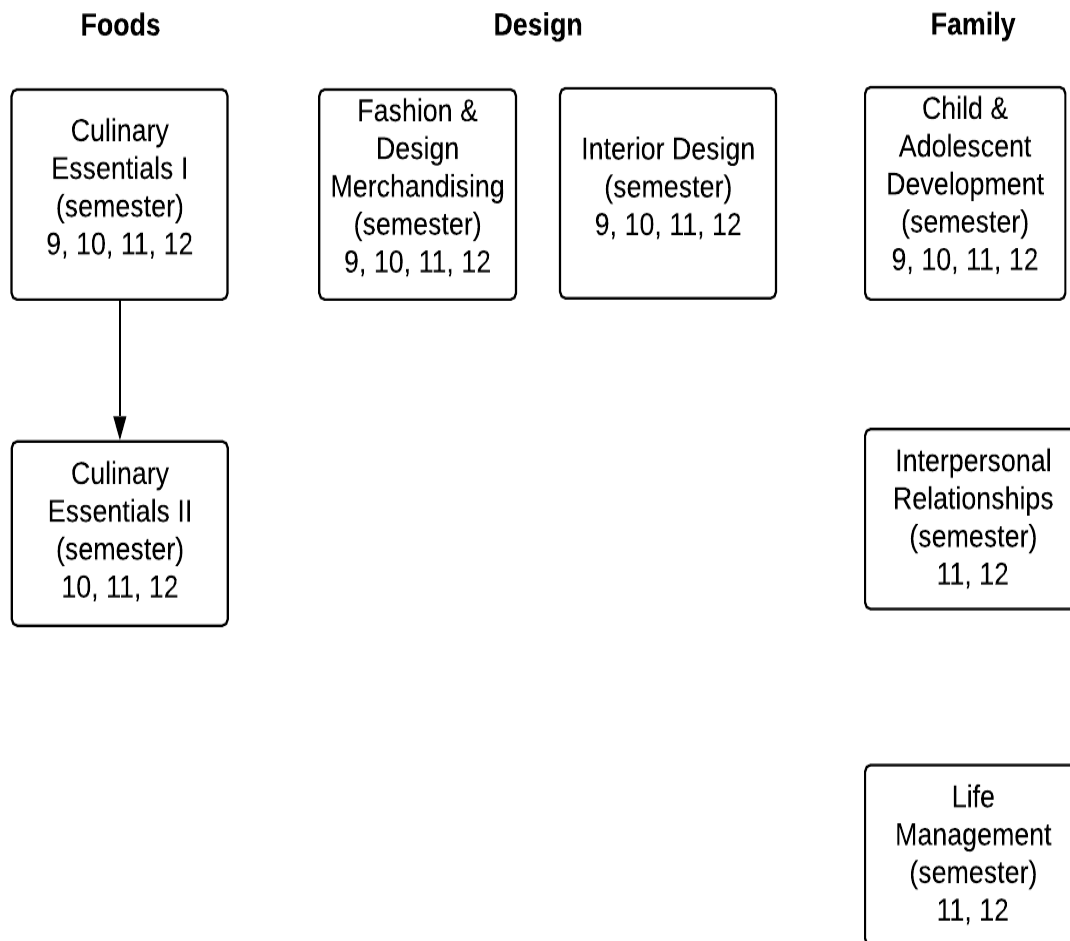 Foods
Design
Family
Culinary
Essentials I
(semester)
9, 10, 11, 12
Fashion &
Design
Merchandising
(semester)
9, 10, 11, 12
Interior Design
(semester)
9, 10, 11, 12
Child &
Adolescent
Development
(semester)
9, 10, 11, 12
Culinary
Essentials II
(semester)
10, 11, 12
Interpersonal
Relationships
(semester)
11, 12
Life
Management
(semester)
11, 12